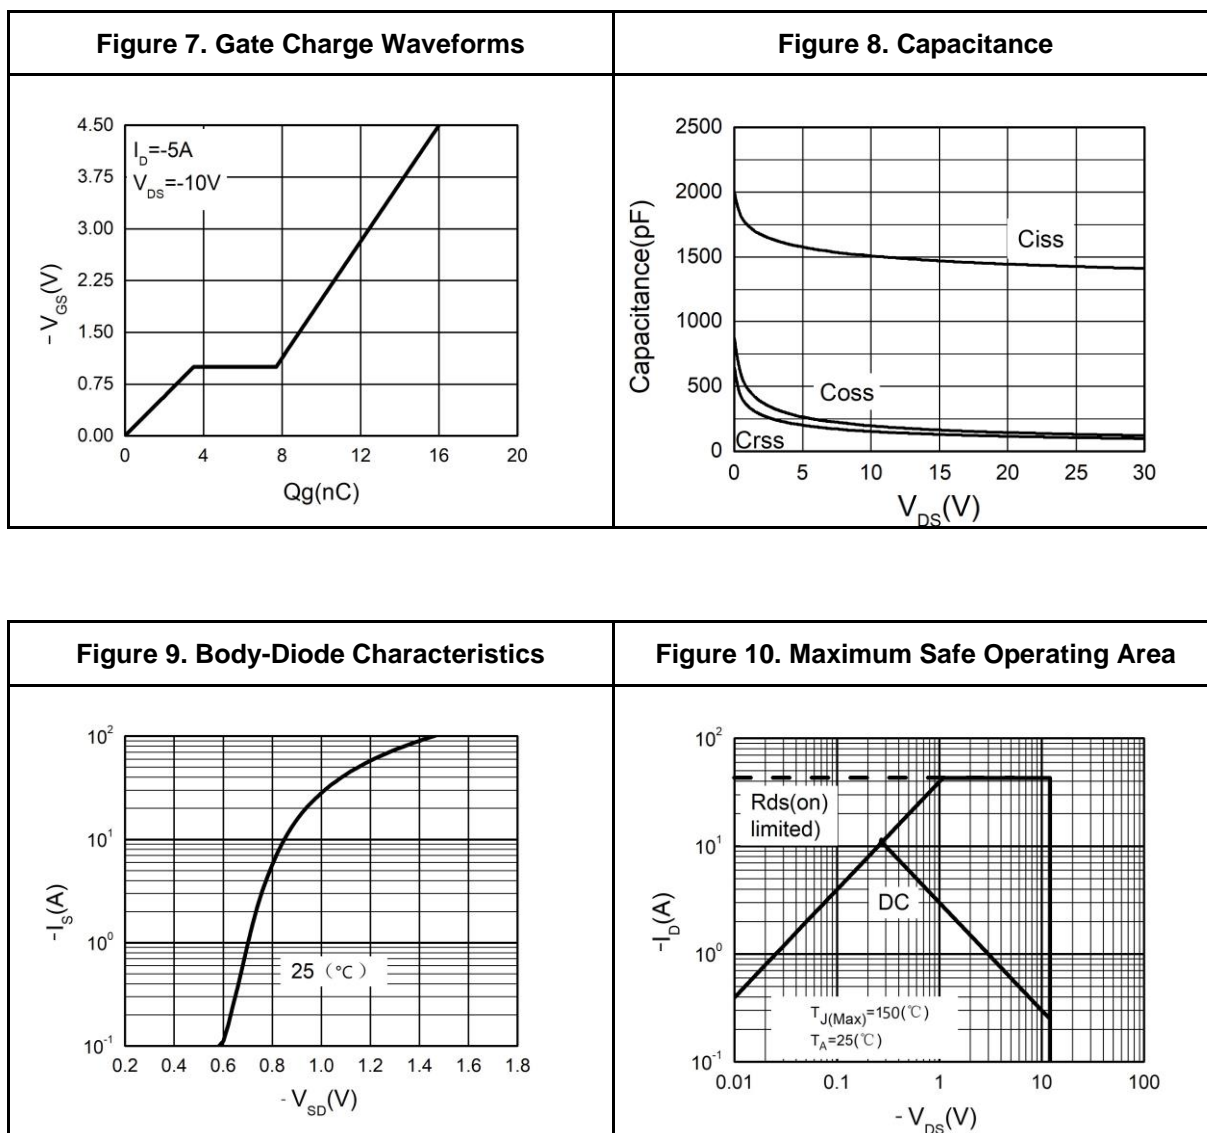 Figure 7. Gate Charge Waveforms
Figure 8. Capacitance
4.50
3.75
3.00
2.25
1.50
0.75
0.00
I_D=-5A
V_DS=-10V
- V_GS(V)
0 4 8 12 16 20
Qg(nC)
2500
2000
1500
1000
500
0
Capacitance(pF)
Ciss
Coss
Crss
0 5 10 15 20 25 30
V_DS(V)
Figure 9. Body-Diode Characteristics
Figure 10. Maximum Safe Operating Area
10^2
10^1
10^0
10^-1
-I_S(A)
25（℃）
0.2 0.4 0.6 0.8 1.0 1.2 1.4 1.6 1.8
- V_SD(V)
10^2
10^1
10^0
10^-1
-I_D(A)
Rds(on)
limited)
DC
T_J(Max)=150(℃)
T_A=25(℃)
0.01 0.1 1 10 100
- V_DS(V)